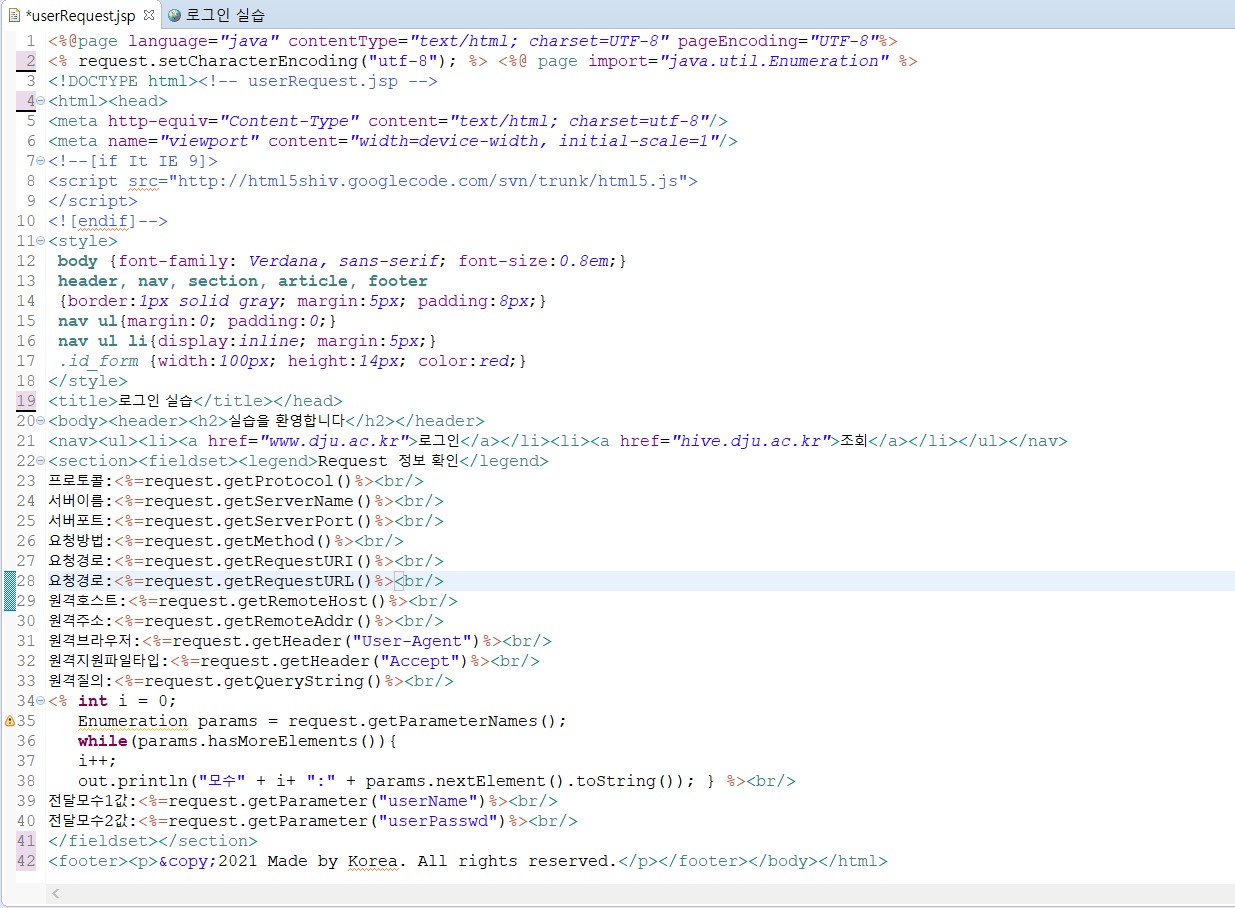 *userRequest.jsp 로그인 실습
1 <%@page language="java" contentType="text/html; charset=UTF-8" pageEncoding="UTF-8"%>
2 <% request.setCharacterEncoding("utf-8"); %> <%@ page import="java.util.Enumeration" %>
3 <!DOCTYPE html><!-- userRequest.jsp -->
4 <html><head>
5 <meta http-equiv="Content-Type" content="text/html; charset=utf-8"/>
6 <meta name="viewport" content="width=device-width, initial-scale=1"/>
7 <!--[if It IE 9]>
8 <script src="http://html5shiv.googlecode.com/svn/trunk/html5.js">
9 </script>
10 <![endif]-->
11 <style>
12 body {font-family: Verdana, sans-serif; font-size:0.8em;}
13 header, nav, section, article, footer
14 {border:1px solid gray; margin:5px; padding:8px;}
15 nav ul{margin:0; padding:0;}
16 nav ul li{display:inline; margin:5px;}
17 .id_form {width:100px; height:14px; color:red;}
18 </style>
19 <title>로그인 실습</title></head>
20 <body><header><h2>실습을 환영합니다</h2></header>
21 <nav><ul><li><a href="www.dju.ac.kr">로그인</a></li><li><a href="hive.dju.ac.kr">조회</a></li></ul></nav>
22 <section><fieldset><legend>Request 정보 확인</legend>
23 프로토콜:<%=request.getProtocol()%><br/>
24 서버이름:<%=request.getServerName()%><br/>
25 서버포트:<%=request.getServerPort()%><br/>
26 요청방법:<%=request.getMethod()%><br/>
27 요청경로:<%=request.getRequestURI()%><br/>
28 요청경로:<%=request.getRequestURL()%><br/>
29 원격호스트:<%=request.getRemoteHost()%><br/>
30 원격주소:<%=request.getRemoteAddr()%><br/>
31 원격브라우저:<%=request.getHeader("User-Agent")%><br/>
32 원격지원파일타입:<%=request.getHeader("Accept")%><br/>
33 원격질의:<%=request.getQueryString()%><br/>
34 <% int i = 0;
35 Enumeration params = request.getParameterNames();
36 while(params.hasMoreElements()){
37 i++;
38 out.println("모수" + i+ ":" + params.nextElement().toString()); } %><br/>
39 전달모수1값:<%=request.getParameter("userName")%><br/>
40 전달모수2값:<%=request.getParameter("userPasswd")%><br/>
41 </fieldset></section>
42 <footer><p>&copy;2021 Made by Korea. All rights reserved.</p></footer></body></html>